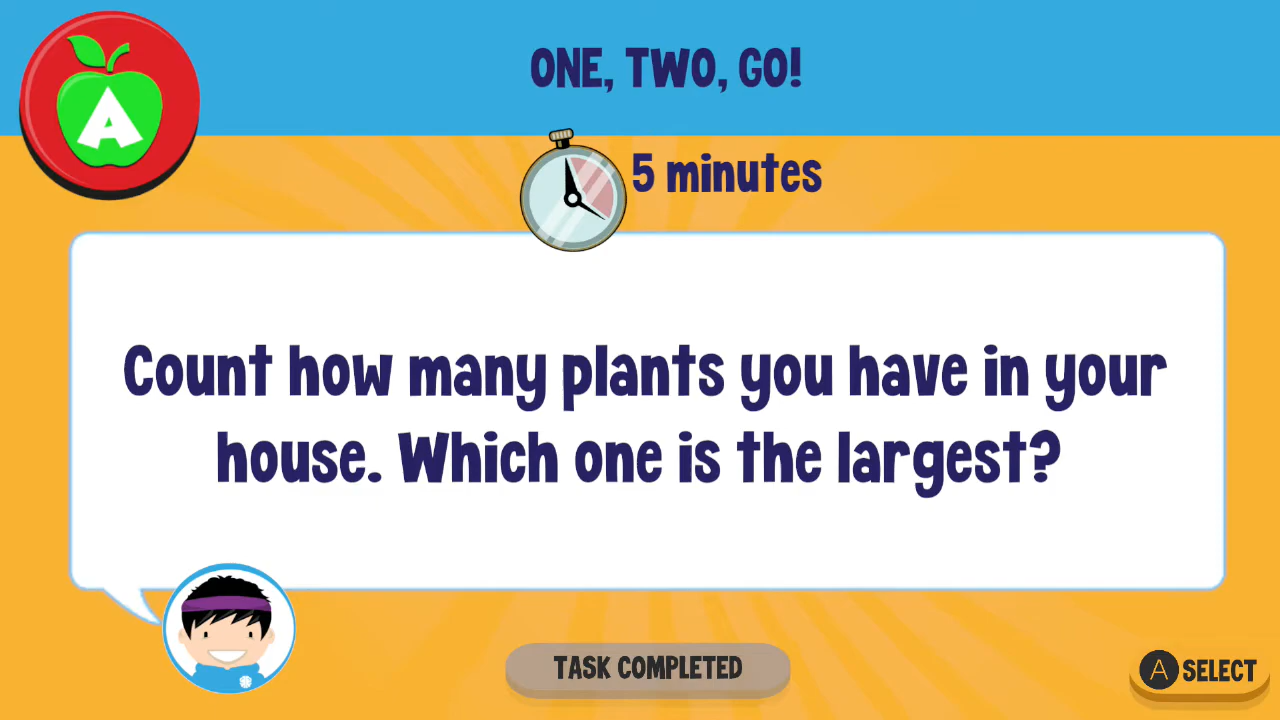 A
ONE, TWO, GO!
5 minutes
Count how many plants you have in your
house. Which one is the largest?
TASK COMPLETED
A SELECT